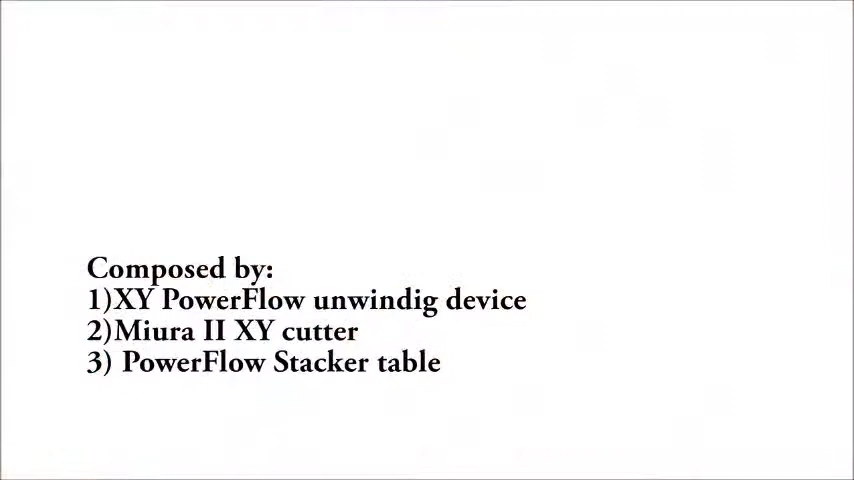 Composed by:
1)XY PowerFlow unwindig device
2)Miura II XY cutter
3) PowerFlow Stacker table